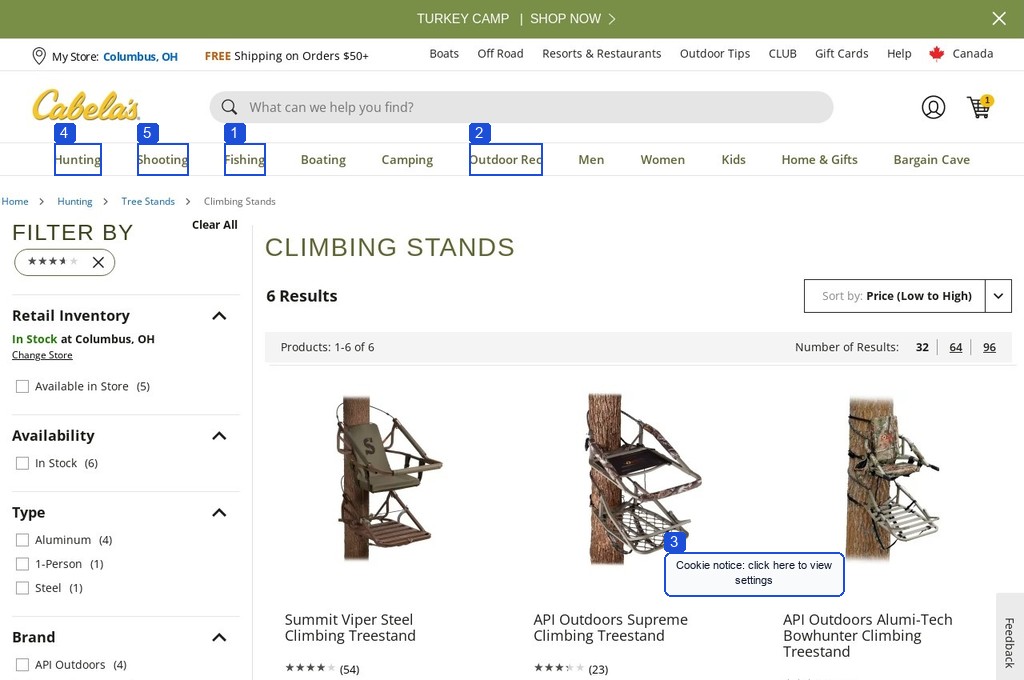 TURKEY CAMP | SHOP NOW
My Store: Columbus, OH
FREE Shipping on Orders $50+
Boats Off Road Resorts & Restaurants Outdoor Tips CLUB Gift Cards Help Canada
Cabela's
What can we help you find?
1
4 5 1 2
Hunting Shooting Fishing Boating Camping Outdoor Rec Men Women Kids Home & Gifts Bargain Cave
Home Hunting Tree Stands Climbing Stands
FILTER BY
Clear All
CLIMBING STANDS
6 Results
Sort by: Price (Low to High)
Retail Inventory
In Stock at Columbus, OH
Change Store
Available in Store (5)
Products: 1-6 of 6
Number of Results: 32 64 96
Availability
In Stock (6)
Type
Aluminum (4)
1-Person (1)
Steel (1)
Brand
API Outdoors (4)
S
3
Cookie notice: click here to view
settings
Summit Viper Steel
Climbing Treestand
(54)
API Outdoors Supreme
Climbing Treestand
(23)
API Outdoors Alumi-Tech
Bowhunter Climbing
Treestand
Feedback